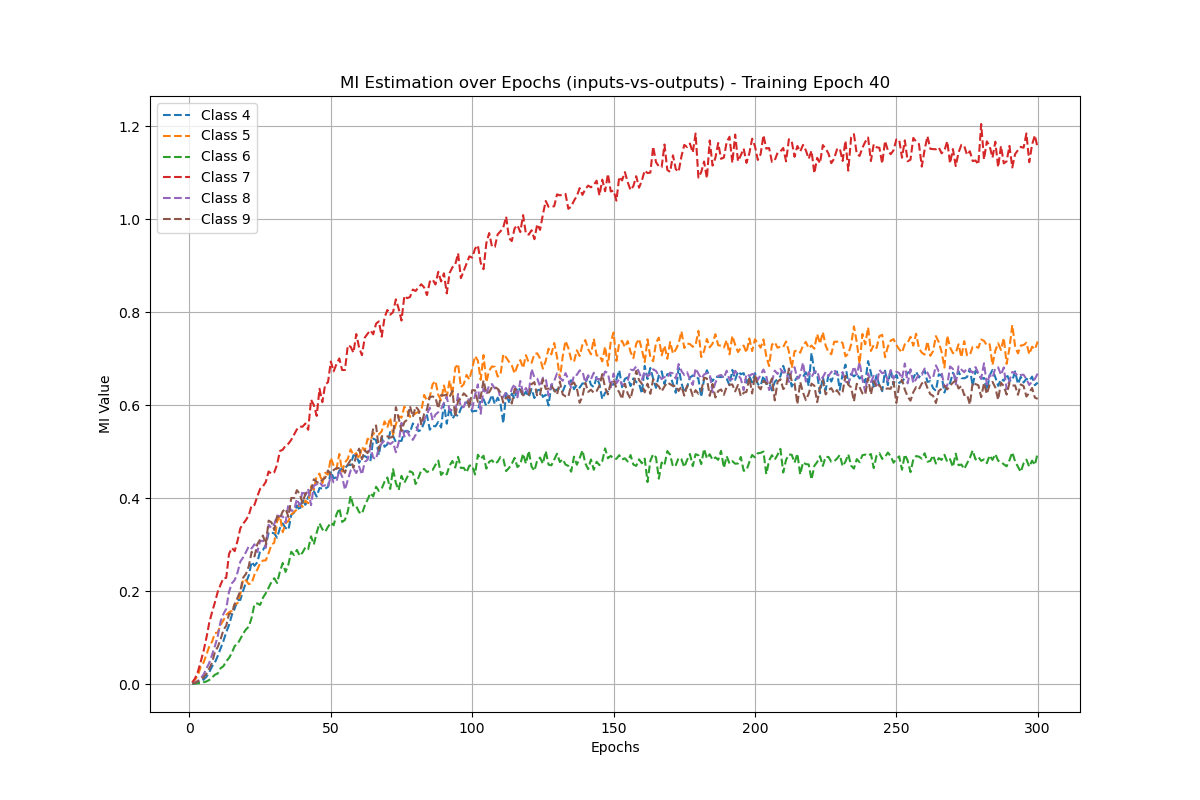 MI Estimation over Epochs (inputs-vs-outputs) - Training Epoch 40
Class 4
Class 5
Class 6
Class 7
Class 8
Class 9
MI Value
1.2
1.0
0.8
0.6
0.4
0.2
0.0
0 50 100 150 200 250 300
Epochs